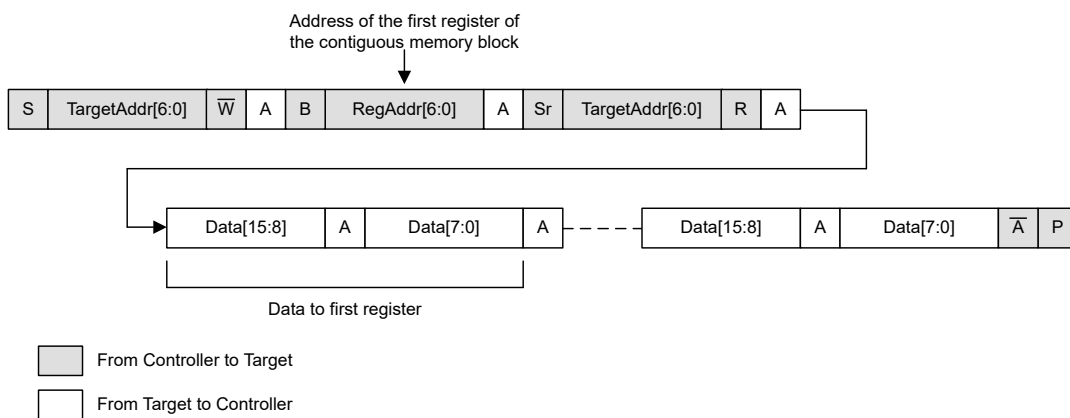 Address of the first register of
the contiguous memory block
S TargetAddr[6:0] W̅ A B RegAddr[6:0] A Sr TargetAddr[6:0] R A
Data[15:8] A Data[7:0] A Data[15:8] A Data[7:0] A̅ P
Data to first register
From Controller to Target
From Target to Controller